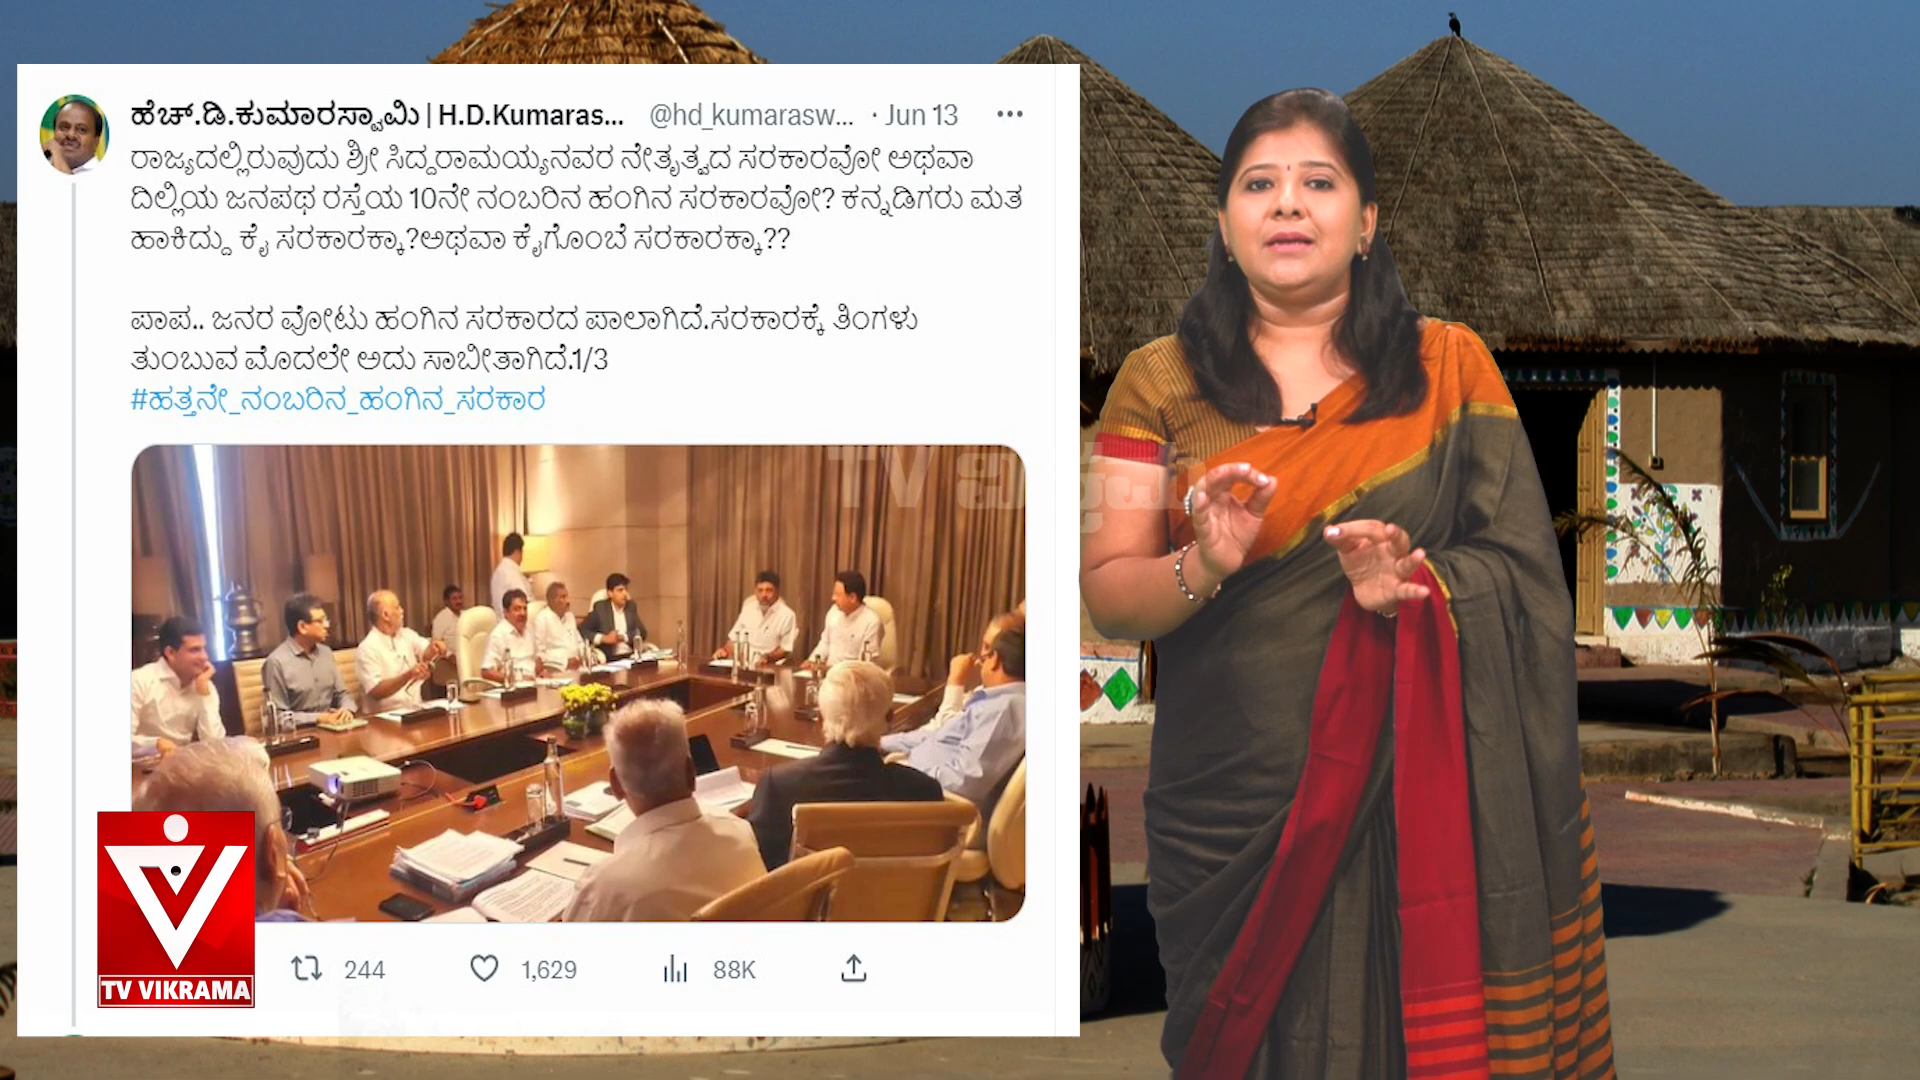 ಹೆಚ್.ಡಿ.ಕುಮಾರಸ್ವಾಮಿ | H.D.Kumaras... @hd_kumarasw... · Jun 13
ರಾಜ್ಯದಲ್ಲಿರುವುದು ಶ್ರೀ ಸಿದ್ದರಾಮಯ್ಯನವರ ನೇತೃತ್ವದ ಸರಕಾರವೋ ಅಥವಾ
ದಿಲ್ಲಿಯ ಜನಪಥ ರಸ್ತೆಯ 10ನೇ ನಂಬರಿನ ಹಂಗಿನ ಸರಕಾರವೋ? ಕನ್ನಡಿಗರು ಮತ
ಹಾಕಿದ್ದು ಕೈ ಸರಕಾರಕ್ಕಾ?ಅಥವಾ ಕೈಗೊಂಬೆ ಸರಕಾರಕ್ಕಾ??
ಪಾಪ.. ಜನರ ವೋಟು ಹಂಗಿನ ಸರಕಾರದ ಪಾಲಾಗಿದೆ.ಸರಕಾರಕ್ಕೆ ತಿಂಗಳು
ತುಂಬುವ ಮೊದಲೇ ಅದು ಸಾಬೀತಾಗಿದೆ.1/3
#ಹತ್ತನೇ_ನಂಬರಿನ_ಹಂಗಿನ_ಸರಕಾರ
TV ವಿಕ್ರಮ
244 1,629 88K
TV VIKRAMA